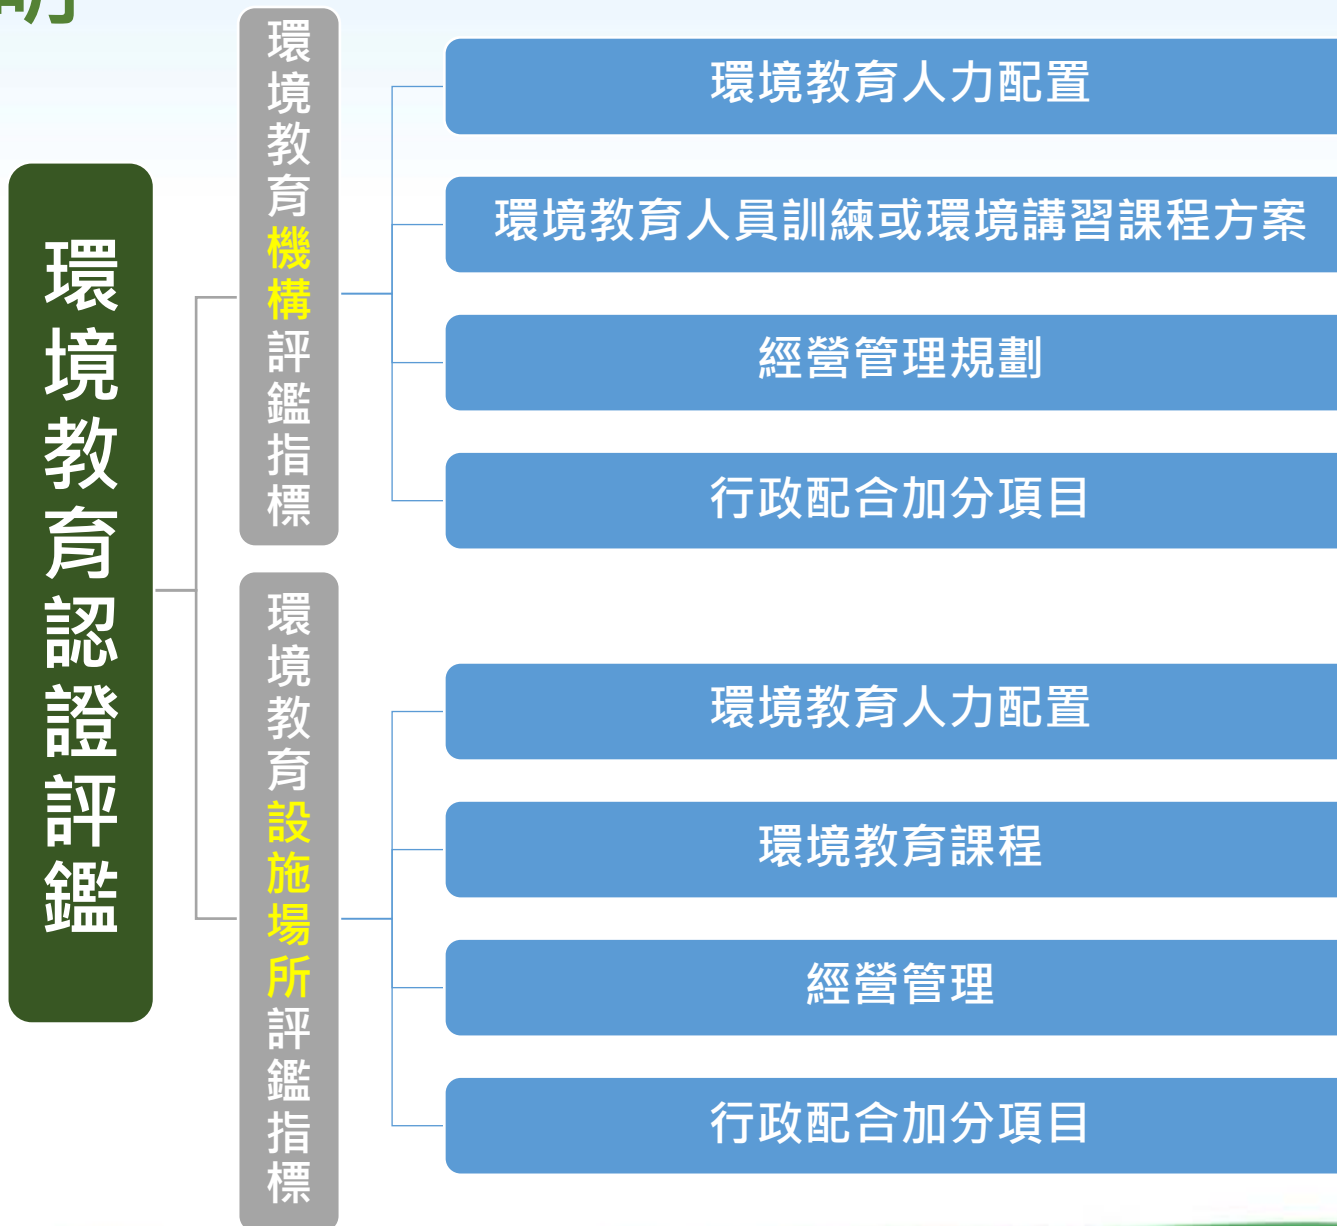 明
環境教育認證評鑑
環境教育機構評鑑指標
環境教育人力配置
環境教育人員訓練或環境講習課程方案
經營管理規劃
行政配合加分項目
環境教育設施場所評鑑指標
環境教育人力配置
環境教育課程
經營管理
行政配合加分項目